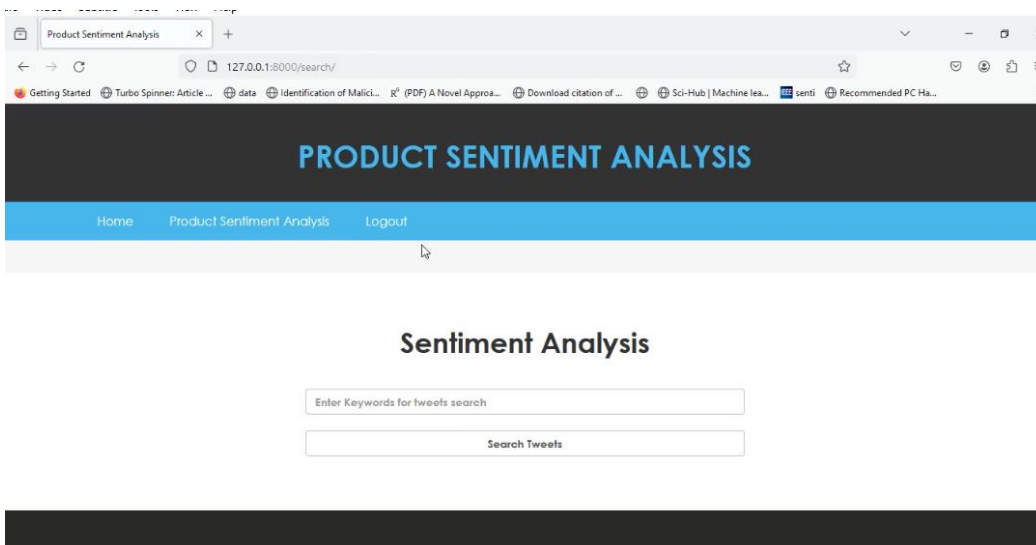 Product Sentiment Analysis
127.0.0.1:8000/search/
Getting Started Turbo Spinner: Article ... data Identification of Malici... R⁶ (PDF) A Novel Approa... Download citation of ... Sci-Hub | Machine lea... IEEE senti Recommended PC Ha...
PRODUCT SENTIMENT ANALYSIS
Home Product Sentiment Analysis Logout
Sentiment Analysis
Enter Keywords for tweets search
Search Tweets